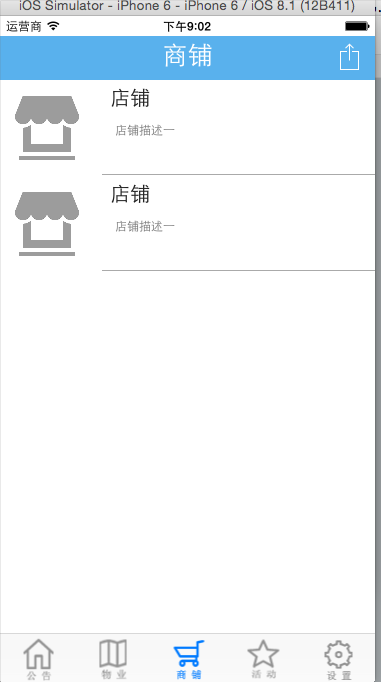 iOS Simulator - iPhone 6 - iPhone 6 / iOS 8.1 (12B411)
运营商 下午9:02
商铺
店铺
店铺描述一
店铺
店铺描述一
公告 物业 商铺 活动 设置